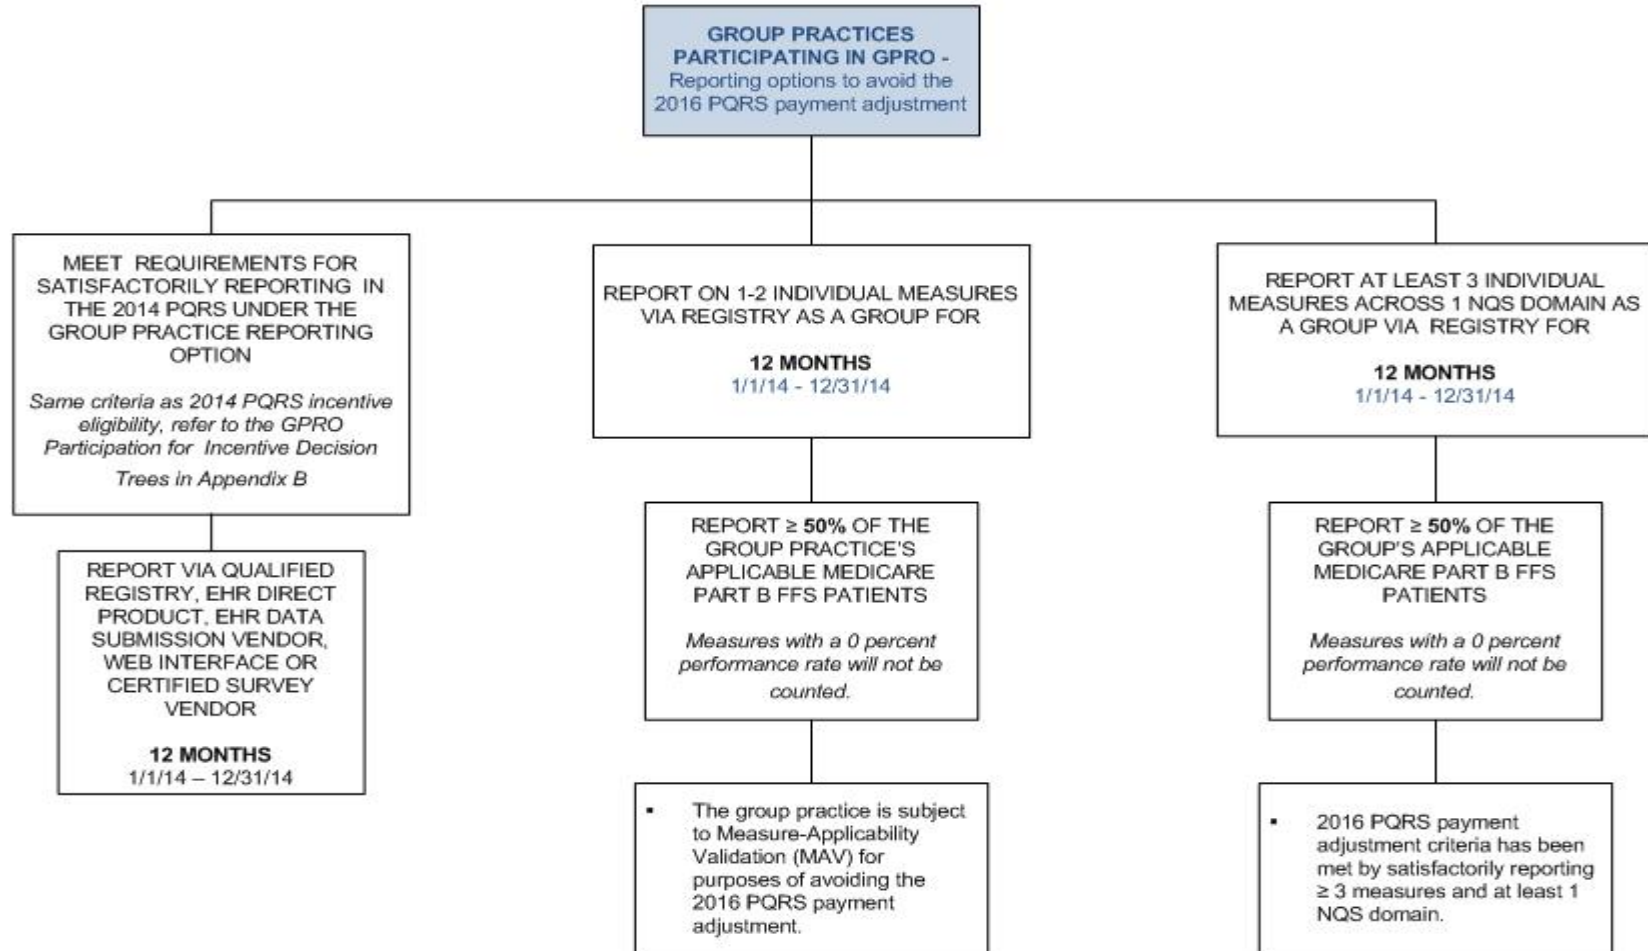 GROUP PRACTICES
PARTICIPATING IN GPRO -
Reporting options to avoid the
2016 PQRS payment adjustment
MEET REQUIREMENTS FOR
SATISFACTORILY REPORTING IN
THE 2014 PQRS UNDER THE
GROUP PRACTICE REPORTING
OPTION
Same criteria as 2014 PQRS incentive
eligibility, refer to the GPRO
Participation for Incentive Decision
Trees in Appendix B
REPORT VIA QUALIFIED
REGISTRY, EHR DIRECT
PRODUCT, EHR DATA
SUBMISSION VENDOR,
WEB INTERFACE OR
CERTIFIED SURVEY
VENDOR
12 MONTHS
1/1/14 – 12/31/14
REPORT ON 1-2 INDIVIDUAL MEASURES
VIA REGISTRY AS A GROUP FOR
12 MONTHS
1/1/14 - 12/31/14
REPORT ≥ 50% OF THE
GROUP PRACTICE'S
APPLICABLE MEDICARE
PART B FFS PATIENTS
Measures with a 0 percent
performance rate will not be
counted.
▪ The group practice is subject
to Measure-Applicability
Validation (MAV) for
purposes of avoiding the
2016 PQRS payment
adjustment.
REPORT AT LEAST 3 INDIVIDUAL
MEASURES ACROSS 1 NQS DOMAIN AS
A GROUP VIA REGISTRY FOR
12 MONTHS
1/1/14 - 12/31/14
REPORT ≥ 50% OF THE
GROUP'S APPLICABLE
MEDICARE PART B FFS
PATIENTS
Measures with a 0 percent
performance rate will not be
counted.
▪ 2016 PQRS payment
adjustment criteria has been
met by satisfactorily reporting
≥ 3 measures and at least 1
NQS domain.